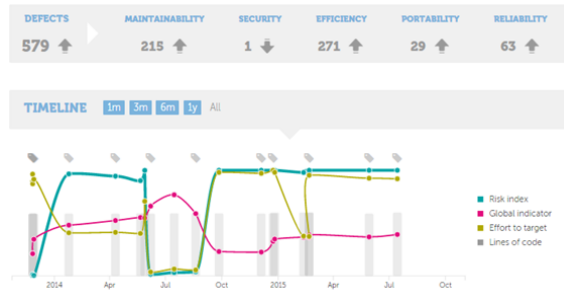 DEFECTS MAINTAINABILITY SECURITY EFFICIENCY PORTABILITY RELIABILITY
579 215 1 271 29 63
TIMELINE 1m 3m 6m 1y All
Risk index
Global indicator
Effort to target
Lines of code
2014 Apr Jul Oct 2015 Apr Jul Oct